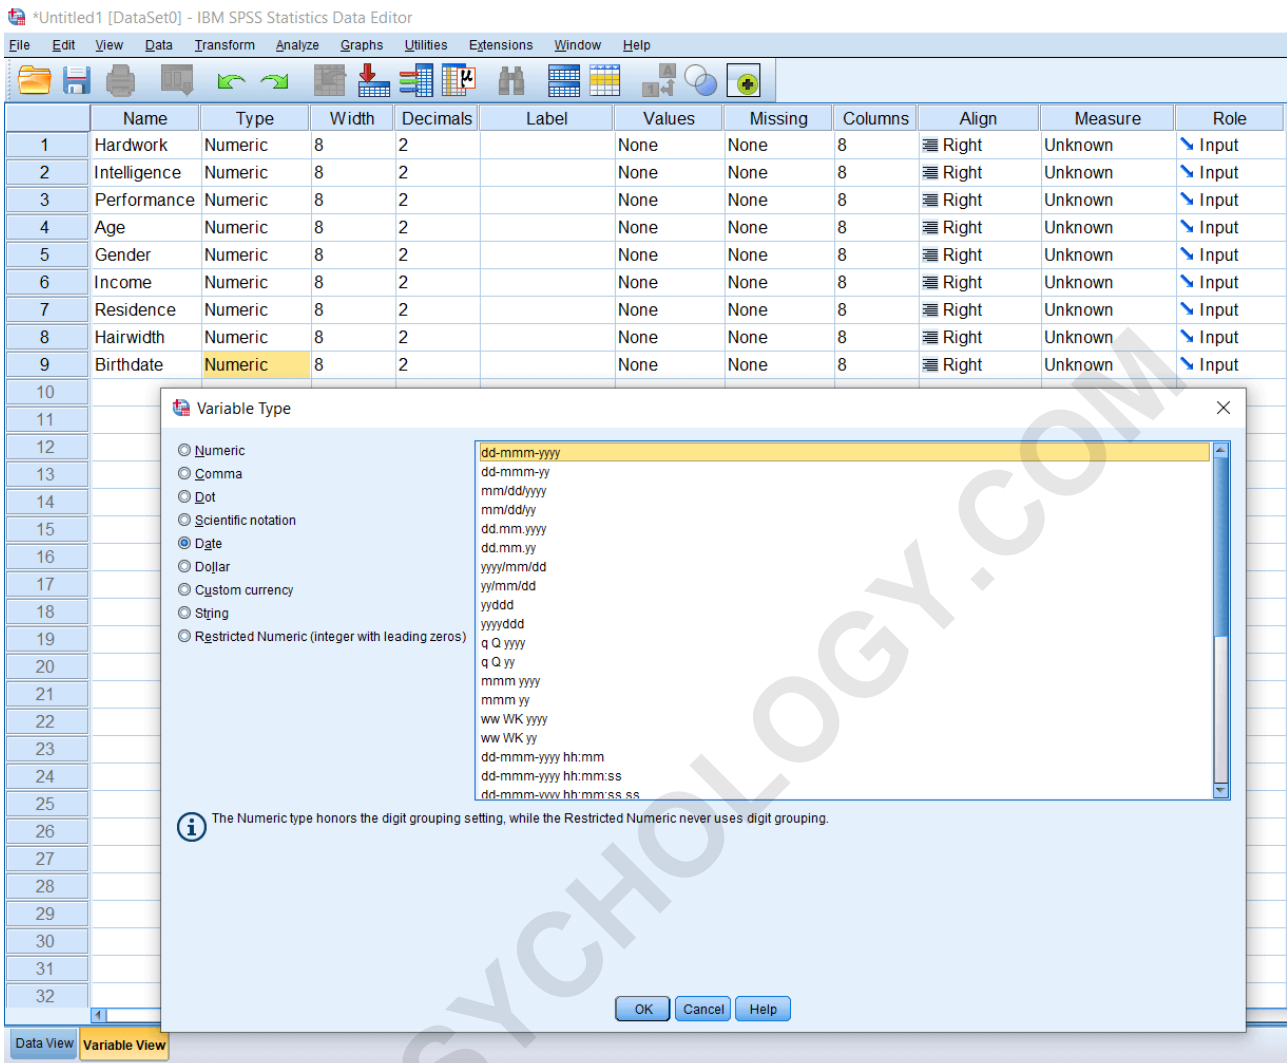 *Untitled1 [DataSet0] - IBM SPSS Statistics Data Editor
File Edit View Data Transform Analyze Graphs Utilities Extensions Window Help
Name Type Width Decimals Label Values Missing Columns Align Measure Role
1 Hardwork Numeric 8 2 None None 8 Right Unknown Input
2 Intelligence Numeric 8 2 None None 8 Right Unknown Input
3 Performance Numeric 8 2 None None 8 Right Unknown Input
4 Age Numeric 8 2 None None 8 Right Unknown Input
5 Gender Numeric 8 2 None None 8 Right Unknown Input
6 Income Numeric 8 2 None None 8 Right Unknown Input
7 Residence Numeric 8 2 None None 8 Right Unknown Input
8 Hairwidth Numeric 8 2 None None 8 Right Unknown Input
9 Birthdate Numeric 8 2 None None 8 Right Unknown Input
10
11
12
13
14
15
16
17
18
19
20
21
22
23
24
25
26
27
28
29
30
31
32
Variable Type
Numeric
Comma
Dot
Scientific notation
Date
Dollar
Custom currency
String
Restricted Numeric (integer with leading zeros)
dd-mmm-yyyy
dd-mmm-yy
mm/dd/yyyy
mm/dd/yy
dd.mm.yyyy
dd.mm.yy
yyyy/mm/dd
yy/mm/dd
yyddd
yyyyddd
q Q yyyy
q Q yy
mmm yyyy
mmm yy
ww WK yyyy
ww WK yy
dd-mmm-yyyy hh:mm
dd-mmm-yyyy hh:mm:ss
dd-mmm-yyyy hh:mm:ss.ss
The Numeric type honors the digit grouping setting, while the Restricted Numeric never uses digit grouping.
OK Cancel Help
Data View Variable View
SYCHOLOGY.COM